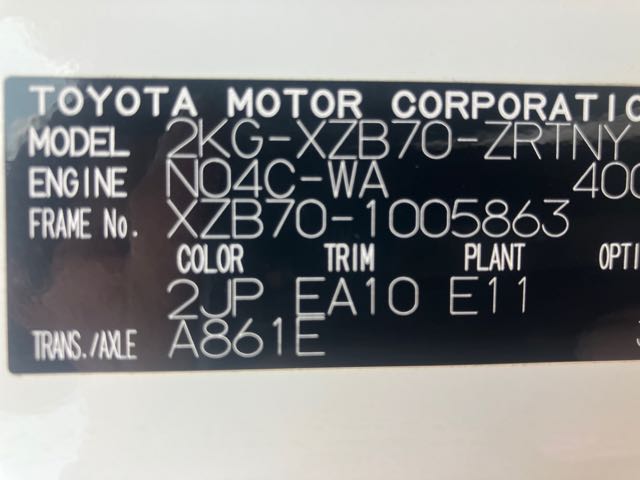 TOYOTA MOTOR CORPORATIO
MODEL 2KG-XZB70-ZRTNY
ENGINE N04C-WA 400
FRAME No. XZB70-1005863
COLOR TRIM PLANT OPTI
2JP EA10 E11
TRANS./AXLE A861E